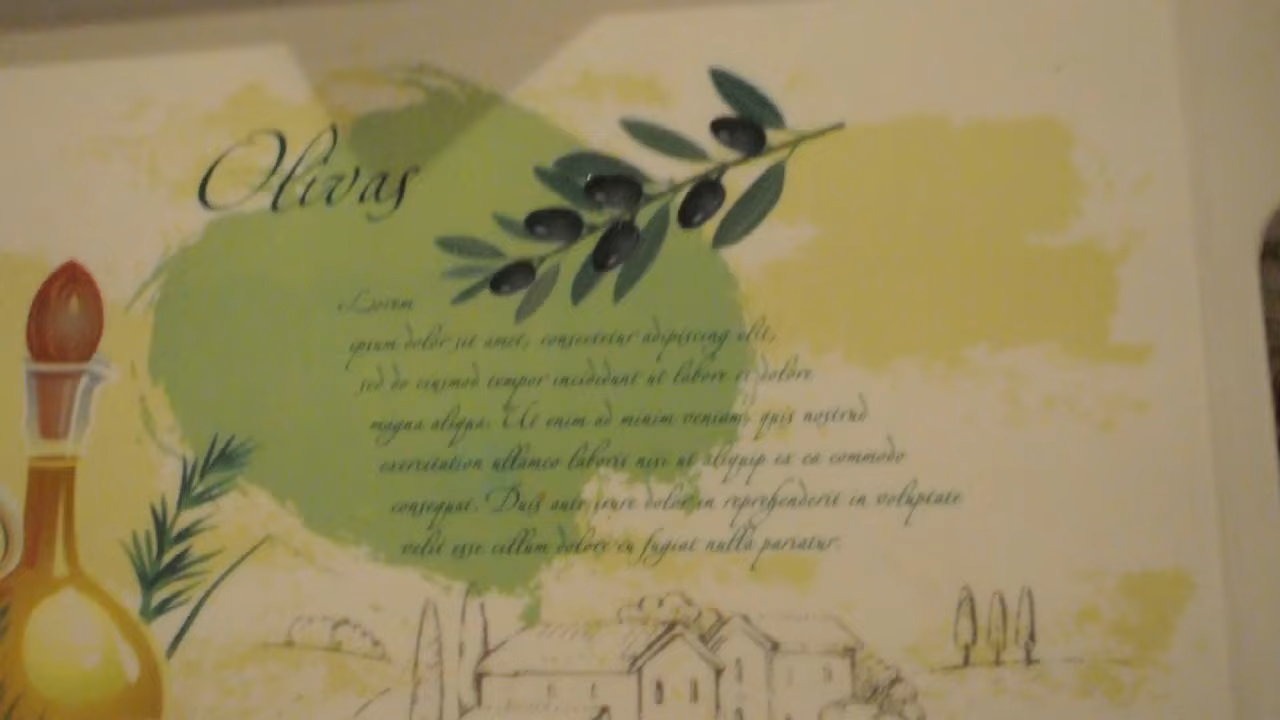 Olivas
Lorem
ipsum dolor sit amet, consectetur adipiscing elit,
sed do eiusmod tempor incididunt ut labore et dolore
magna aliqua. Ut enim ad minim veniam, quis nostrud
exercitation ullamco laboris nisi ut aliquip ex ea commodo
consequat. Duis aute irure dolor in reprehenderit in voluptate
velit esse cillum dolore eu fugiat nulla pariatur.